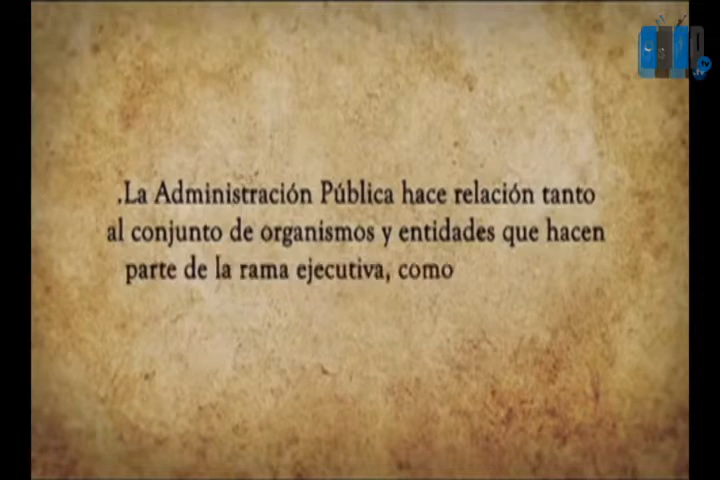 .La Administración Pública hace relación tanto
al conjunto de organismos y entidades que hacen
parte de la rama ejecutiva, como